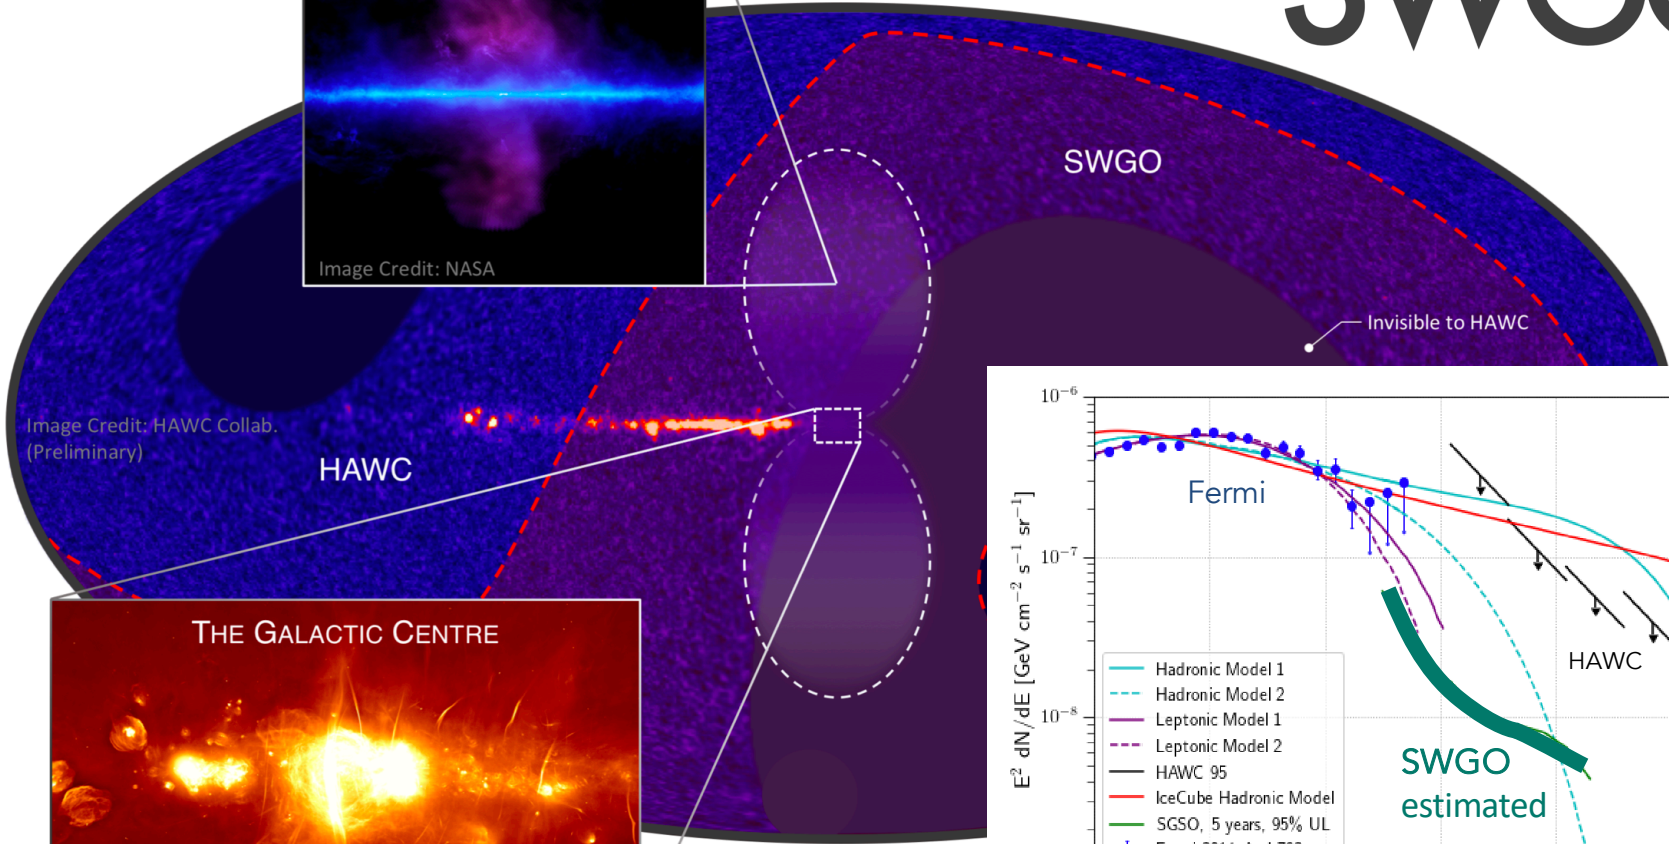 SWGO
Image Credit: NASA
SWGO
Invisible to HAWC
Image Credit: HAWC Collab.
(Preliminary)
HAWC
THE GALACTIC CENTRE
10⁻⁶
10⁻⁷
10⁻⁸
E² dN/dE [GeV cm⁻² s⁻¹ sr⁻¹]
Fermi
HAWC
SWGO
estimated
Hadronic Model 1
Hadronic Model 2
Leptonic Model 1
Leptonic Model 2
HAWC 95
IceCube Hadronic Model
SGSO, 5 years, 95% UL